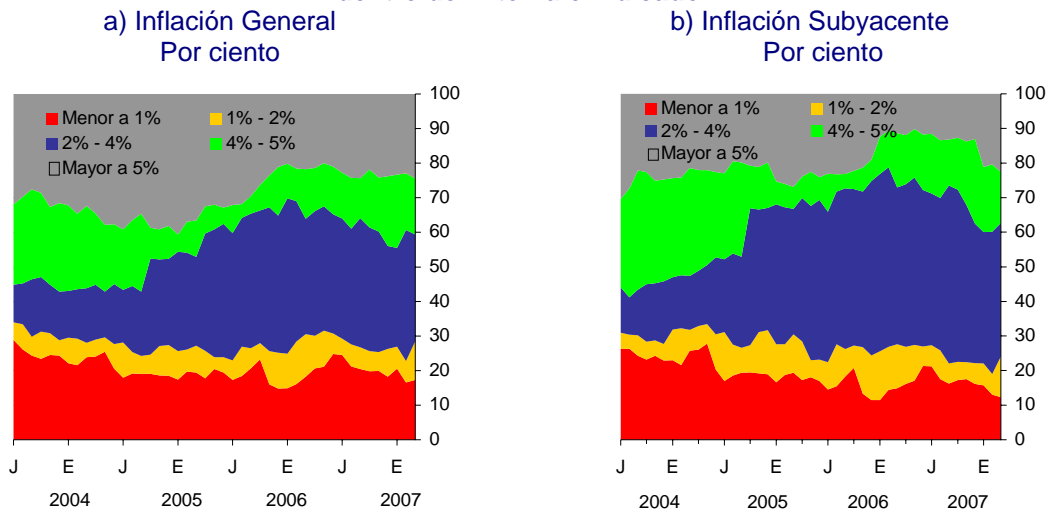 a) Inflación General
Por ciento
Menor a 1%
1% - 2%
2% - 4%
4% - 5%
Mayor a 5%
100
90
80
70
60
50
40
30
20
10
0
J E J E J E J E
2004 2005 2006 2007
b) Inflación Subyacente
Por ciento
Menor a 1%
1% - 2%
2% - 4%
4% - 5%
Mayor a 5%
100
90
80
70
60
50
40
30
20
10
0
J E J E J E J E
2004 2005 2006 2007